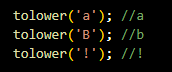 tolower('a'); //a
tolower('B'); //b
tolower('!'); //!